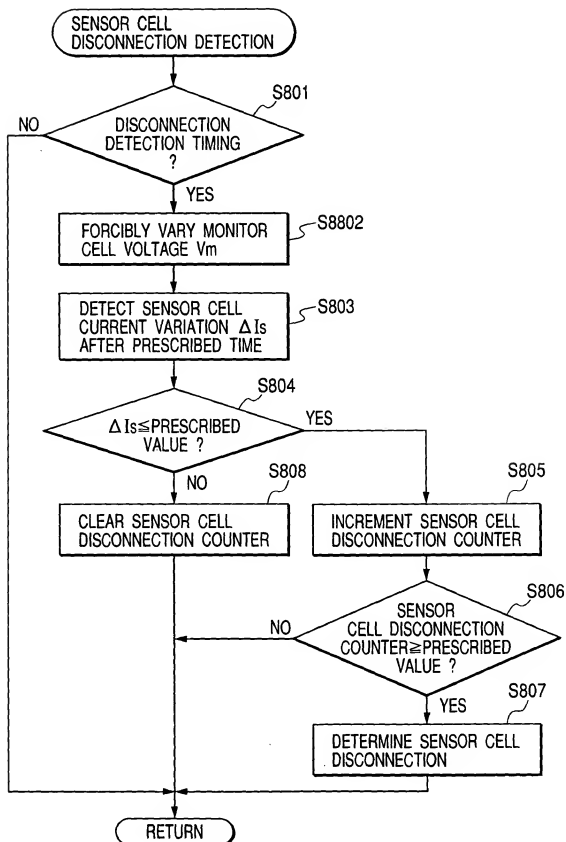 SENSOR CELL
DISCONNECTION DETECTION
S801
NO
DISCONNECTION
DETECTION TIMING
?
YES
S8802
FORCIBLY VARY MONITOR
CELL VOLTAGE Vm
S803
DETECT SENSOR CELL
CURRENT VARIATION ΔIs
AFTER PRESCRIBED TIME
S804
ΔIs≦PRESCRIBED
VALUE ?
YES
NO
S808
CLEAR SENSOR CELL
DISCONNECTION COUNTER
S805
INCREMENT SENSOR CELL
DISCONNECTION COUNTER
S806
SENSOR
CELL DISCONNECTION
COUNTER≧PRESCRIBED
VALUE ?
NO
YES
S807
DETERMINE SENSOR CELL
DISCONNECTION
RETURN